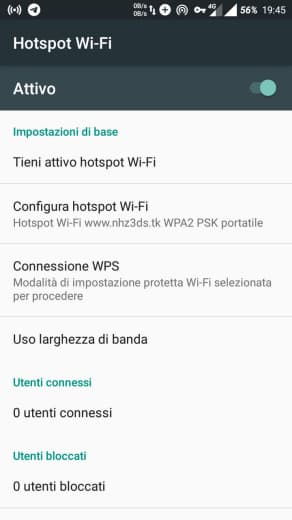 0B/s
0B/s
4G
56% 19:45
Hotspot Wi-Fi
Attivo
Impostazioni di base
Tieni attivo hotspot Wi-Fi
Configura hotspot Wi-Fi
Hotspot Wi-Fi www.nhz3ds.tk WPA2 PSK portatile
Connessione WPS
Modalità di impostazione protetta Wi-Fi selezionata
per procedere
Uso larghezza di banda
Utenti connessi
0 utenti connessi
Utenti bloccati
0 utenti bloccati